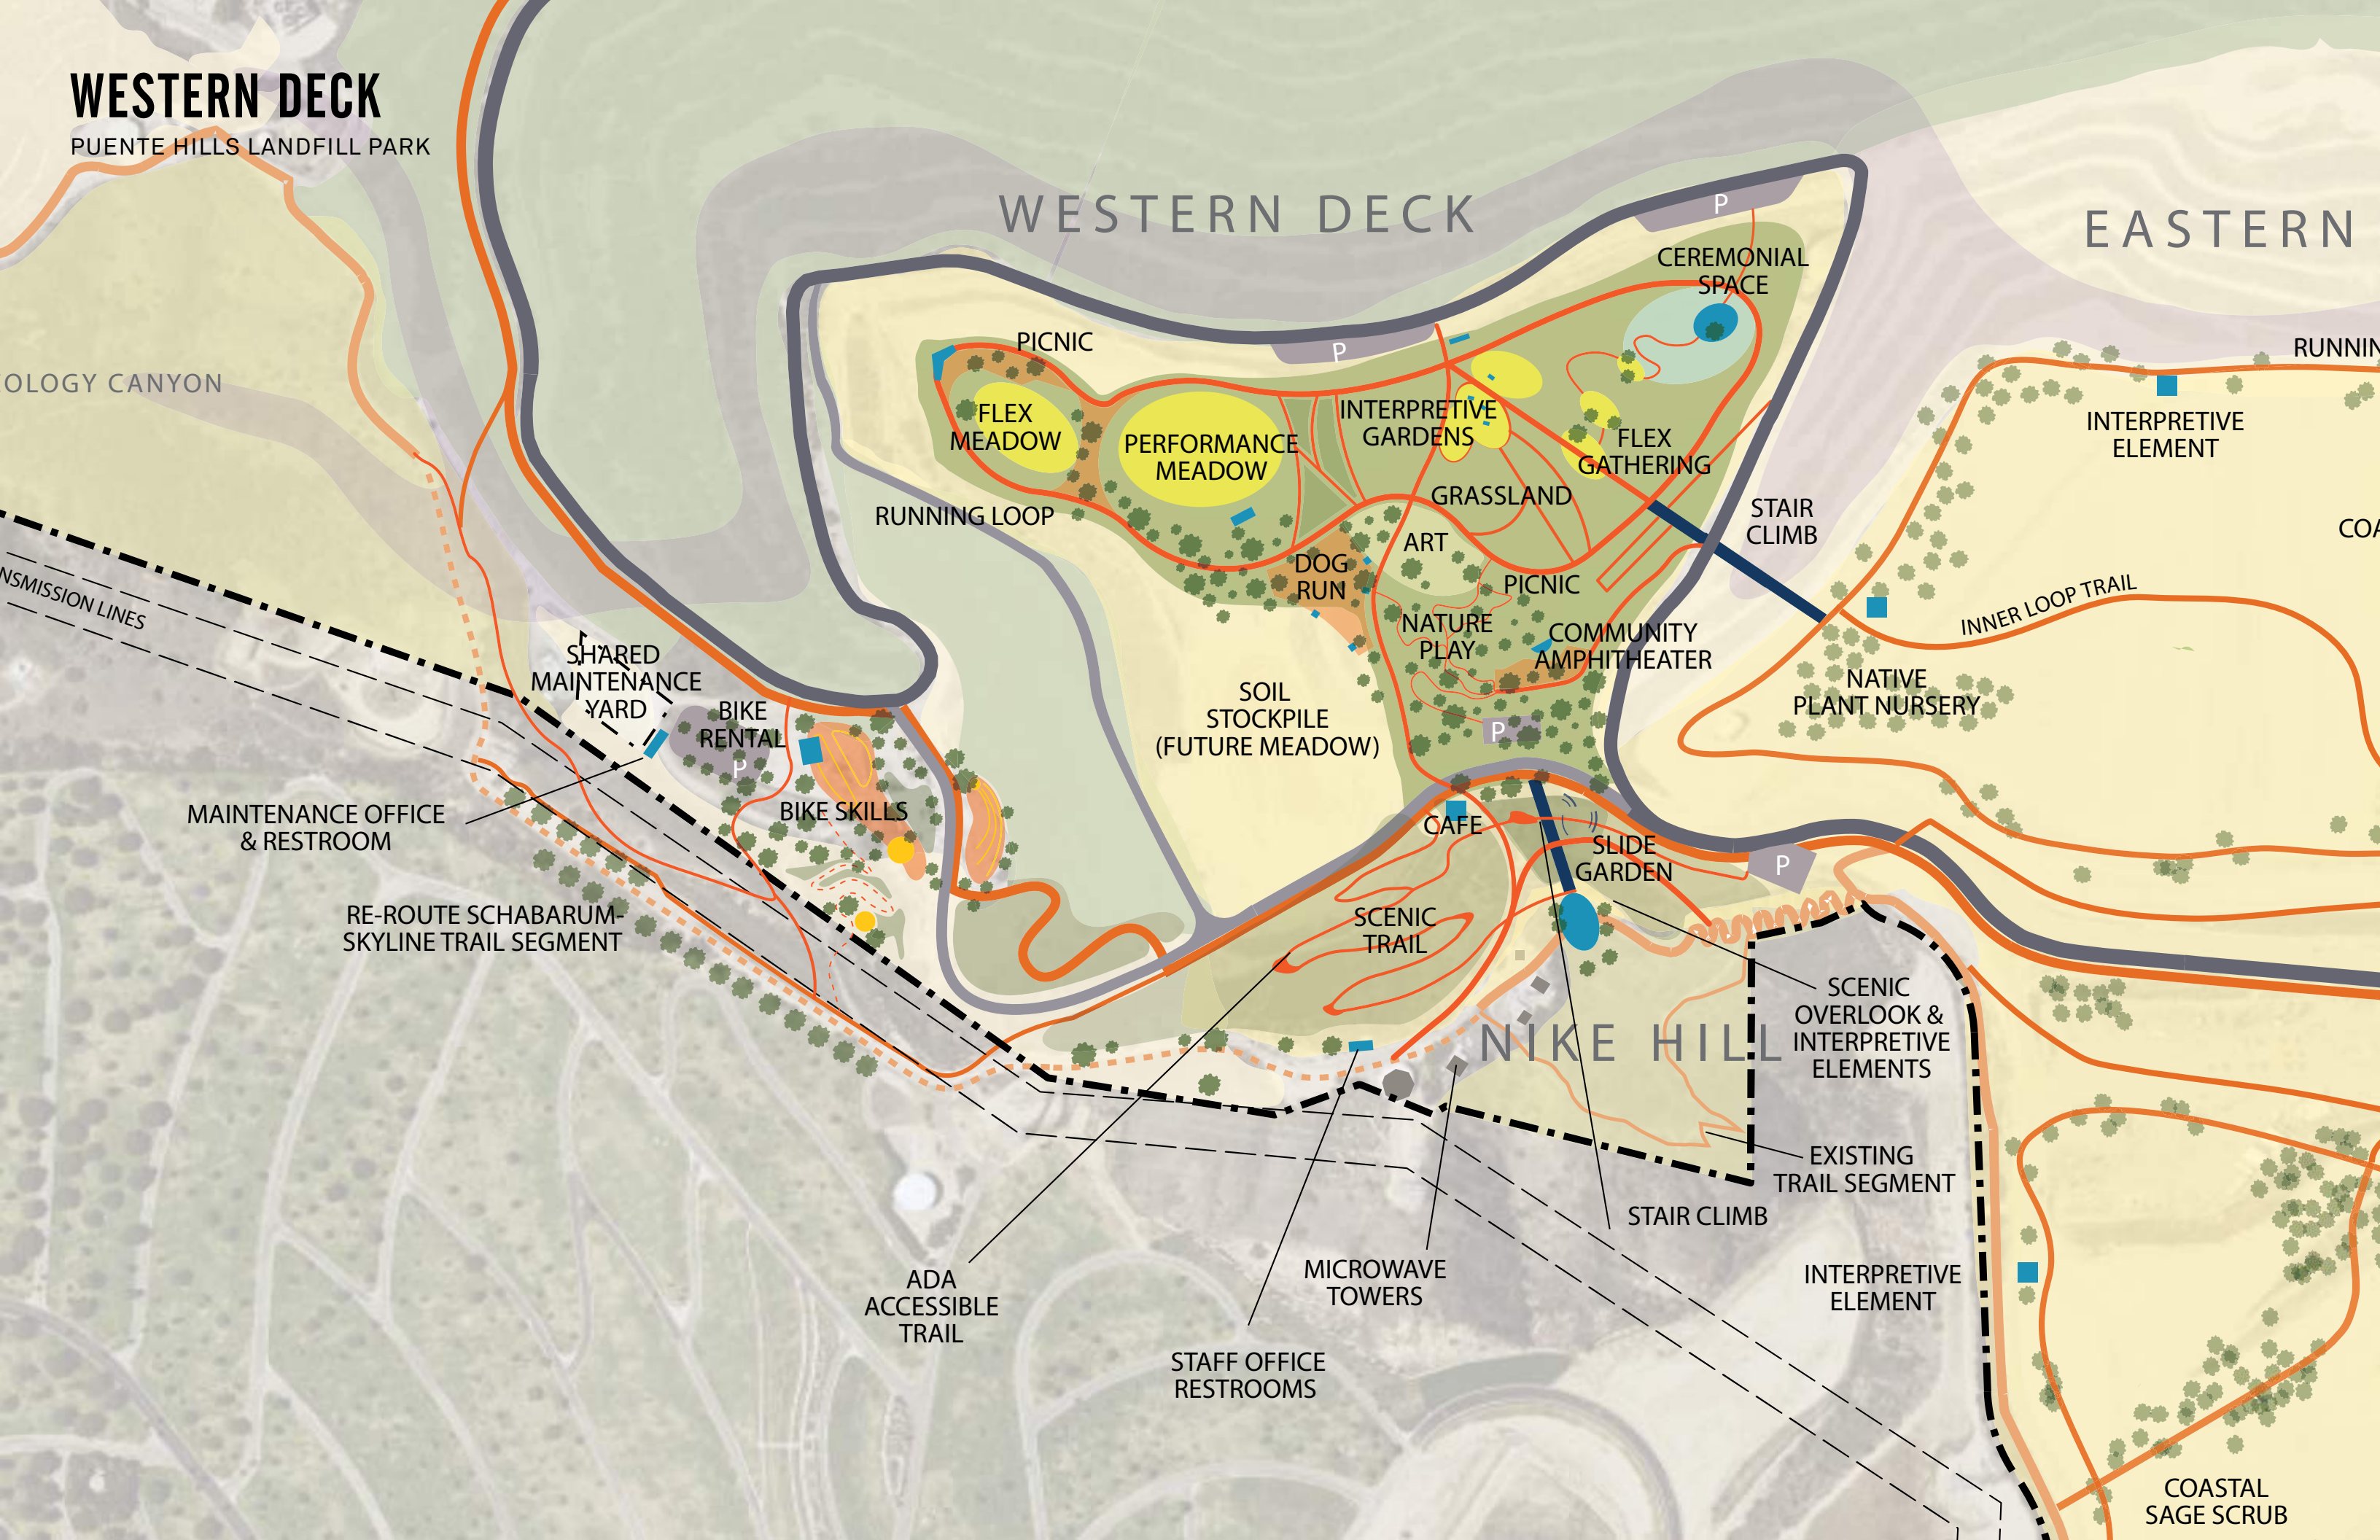 WESTERN DECK
PUENTE HILLS LANDFILL PARK
WESTERN DECK
EASTERN
P
CEREMONIAL
SPACE
PICNIC
P
RUNNIN
OLOGY CANYON
FLEX
MEADOW
PERFORMANCE
MEADOW
INTERPRETIVE
GARDENS
FLEX
GATHERING
INTERPRETIVE
ELEMENT
GRASSLAND
RUNNING LOOP
STAIR
CLIMB
COA
ART
DOG
RUN
PICNIC
NSMISSION LINES
INNER LOOP TRAIL
NATURE
PLAY
COMMUNITY
AMPHITHEATER
SHARED
MAINTENANCE
YARD
BIKE
RENTAL
P
SOIL
STOCKPILE
(FUTURE MEADOW)
P
NATIVE
PLANT NURSERY
MAINTENANCE OFFICE
& RESTROOM
BIKE SKILLS
CAFE
SLIDE
GARDEN
P
RE-ROUTE SCHABARUM-
SKYLINE TRAIL SEGMENT
SCENIC
TRAIL
SCENIC
OVERLOOK &
INTERPRETIVE
ELEMENTS
NIKE HILL
EXISTING
TRAIL SEGMENT
STAIR CLIMB
ADA
ACCESSIBLE
TRAIL
MICROWAVE
TOWERS
INTERPRETIVE
ELEMENT
STAFF OFFICE
RESTROOMS
COASTAL
SAGE SCRUB